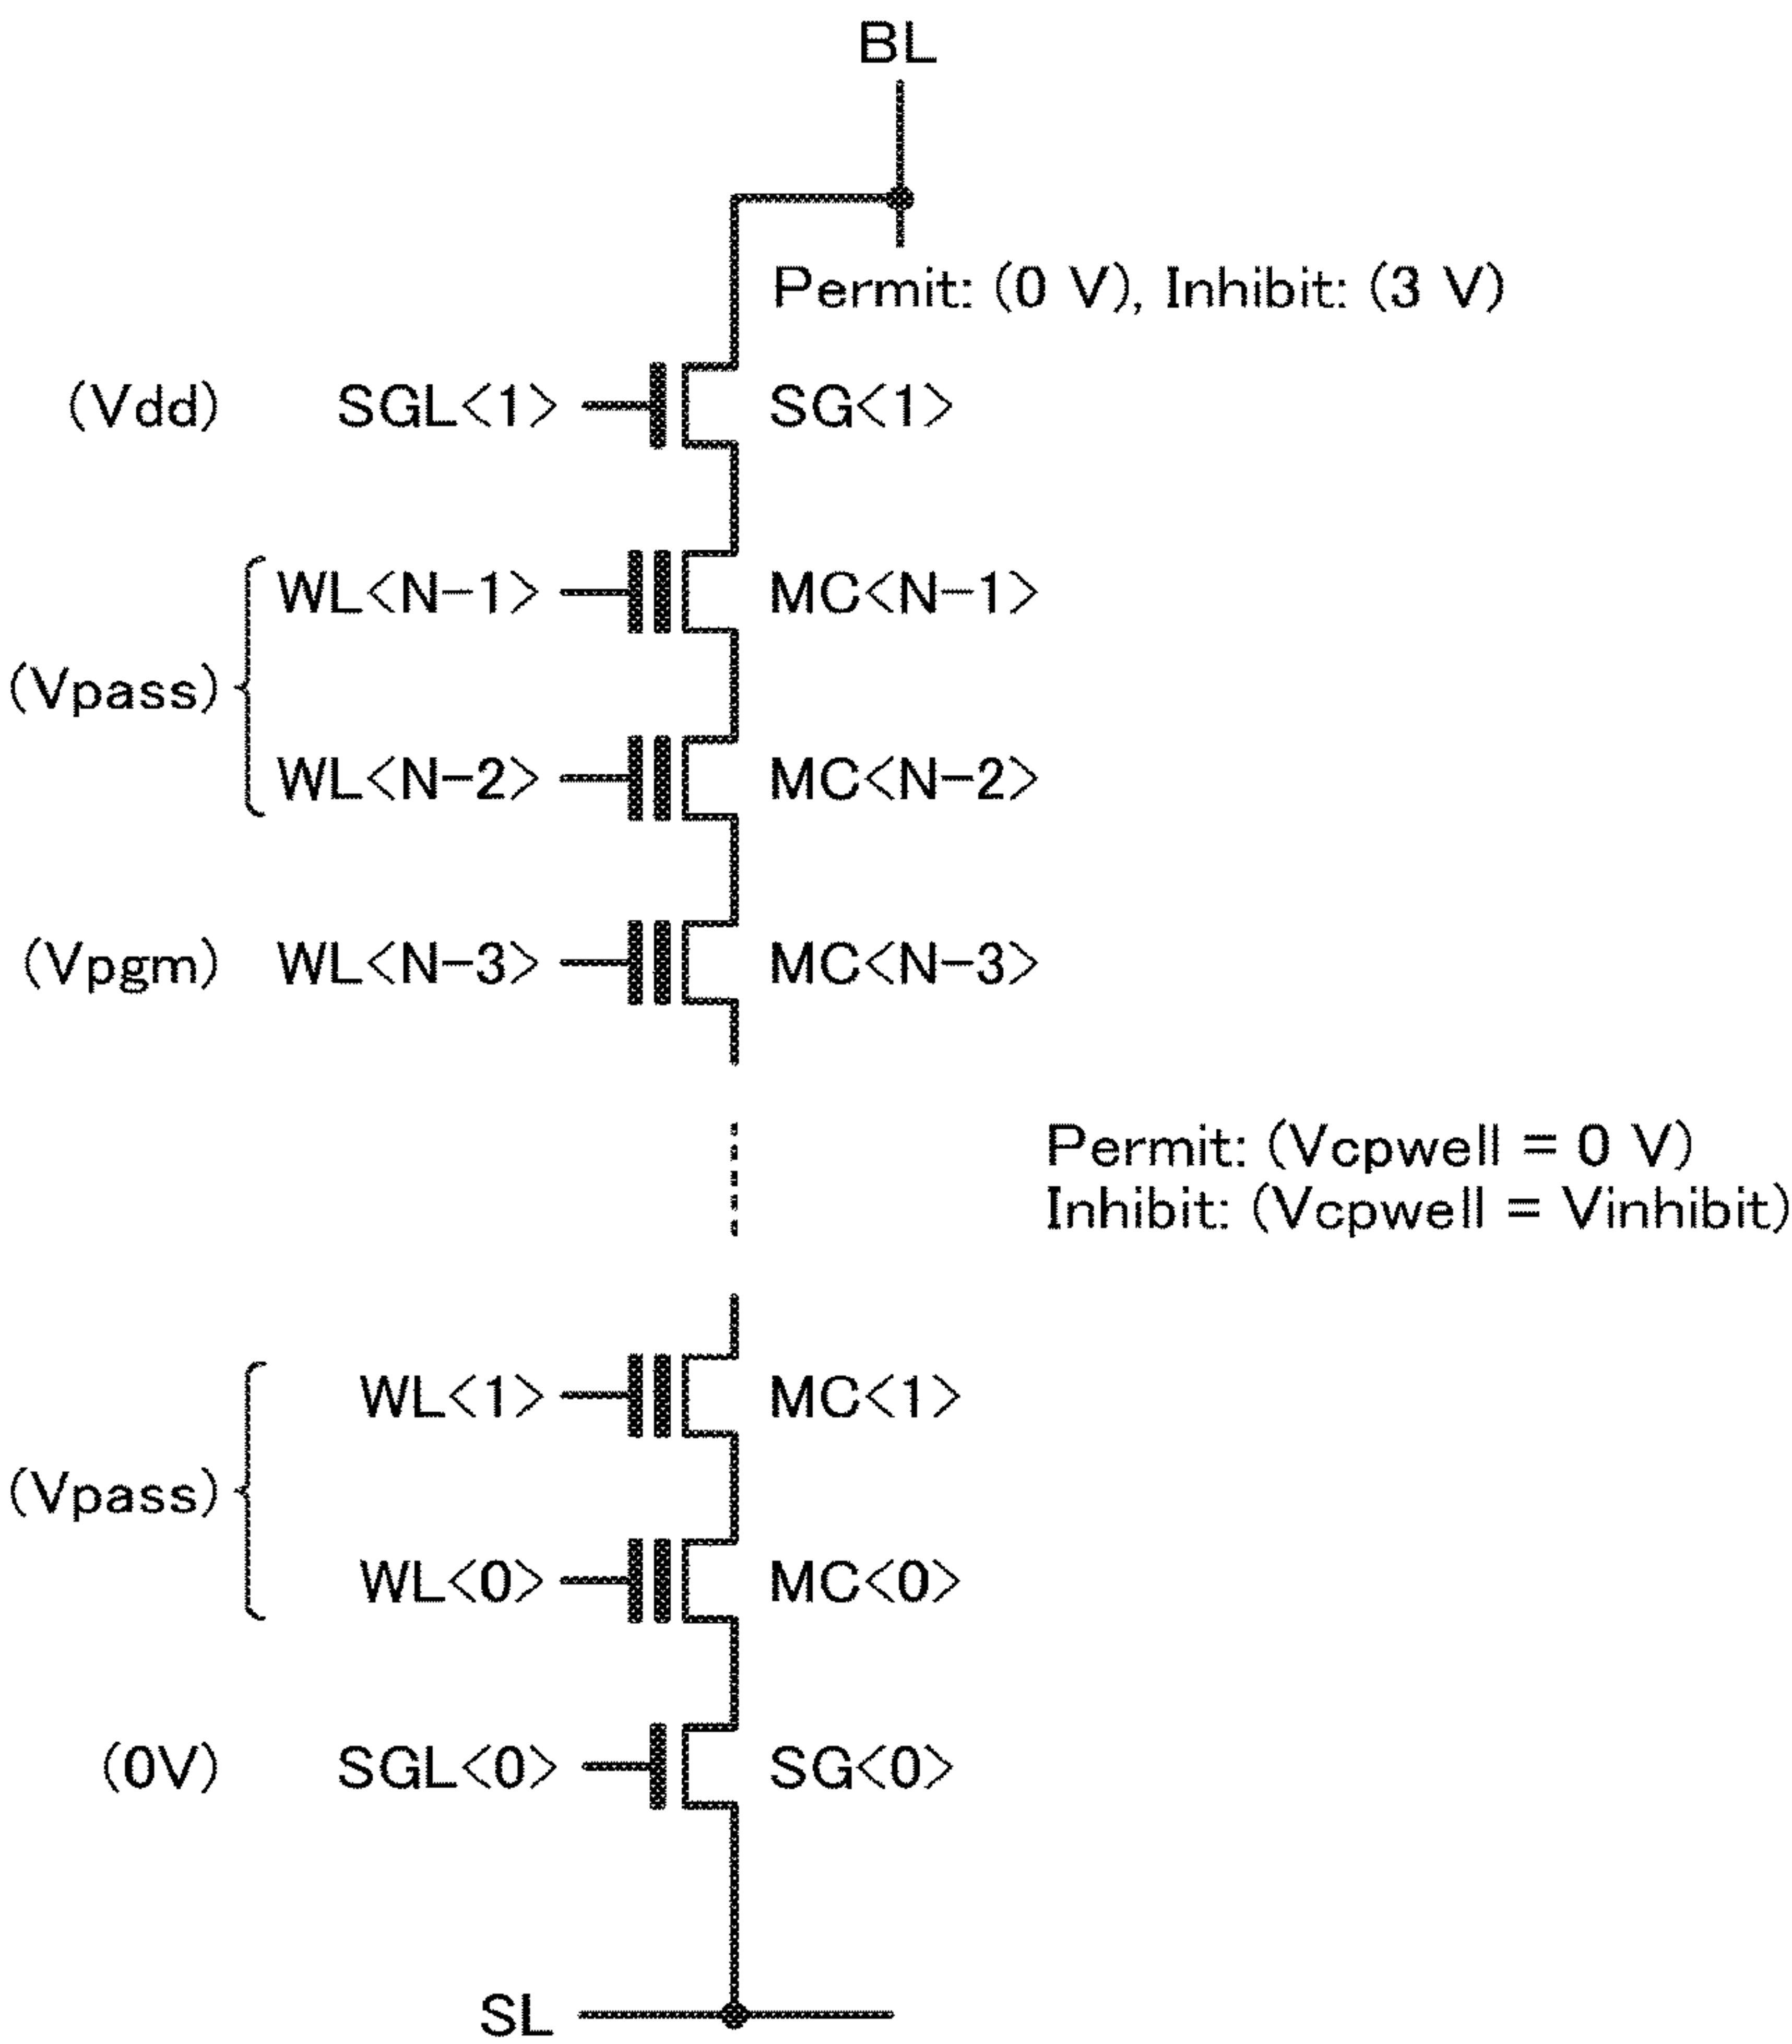 BL
Permit: (0 V), Inhibit: (3 V)
(Vdd) SGL<1> SG<1>
WL<N-1> MC<N-1>
(Vpass)
WL<N-2> MC<N-2>
(Vpgm) WL<N-3> MC<N-3>
Permit: (Vcpwell = 0 V)
Inhibit: (Vcpwell = Vinhibit)
WL<1> MC<1>
(Vpass)
WL<0> MC<0>
(0V) SGL<0> SG<0>
SL